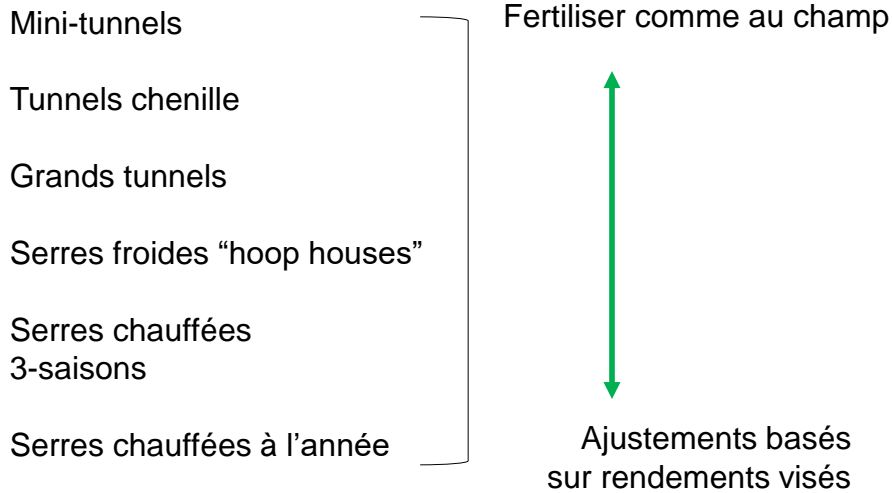 Mini-tunnels
Fertiliser comme au champ
Tunnels chenille
Grands tunnels
Serres froides “hoop houses”
Serres chauffées
3-saisons
Serres chauffées à l’année
Ajustements basés
sur rendements visés